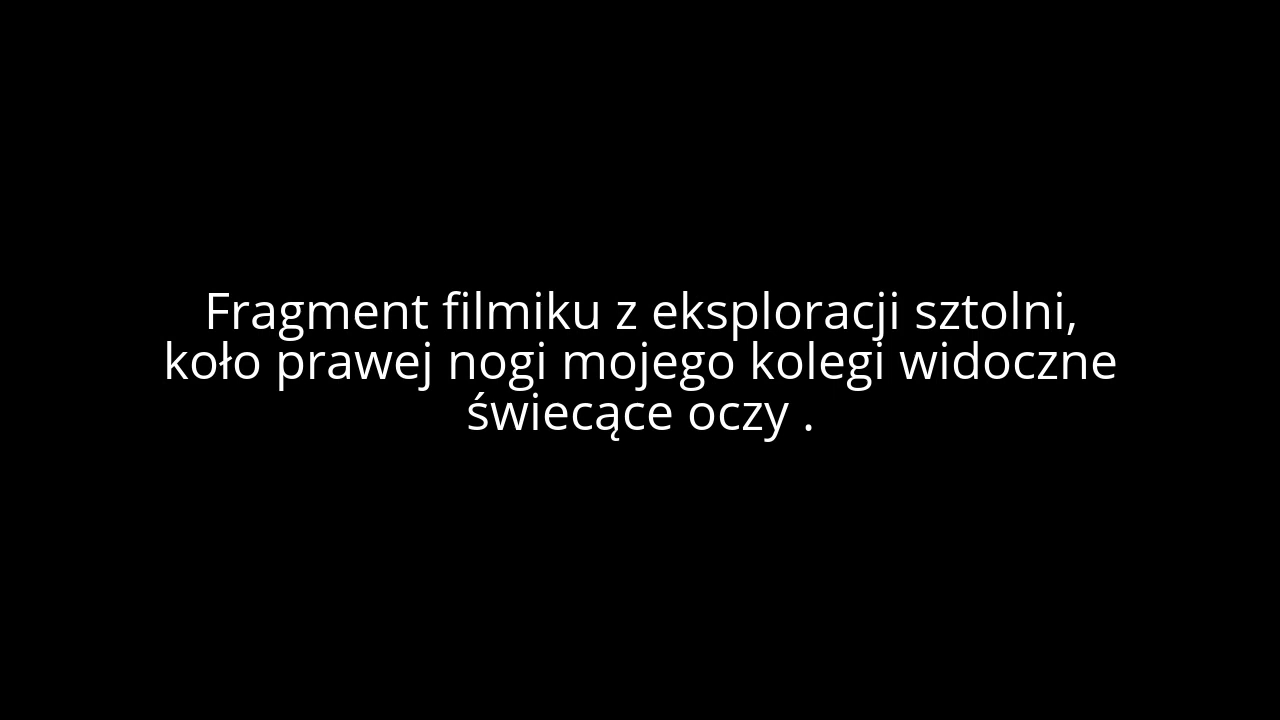 Fragment filmiku z eksploracji sztolni,
koło prawej nogi mojego kolegi widoczne
świecące oczy .